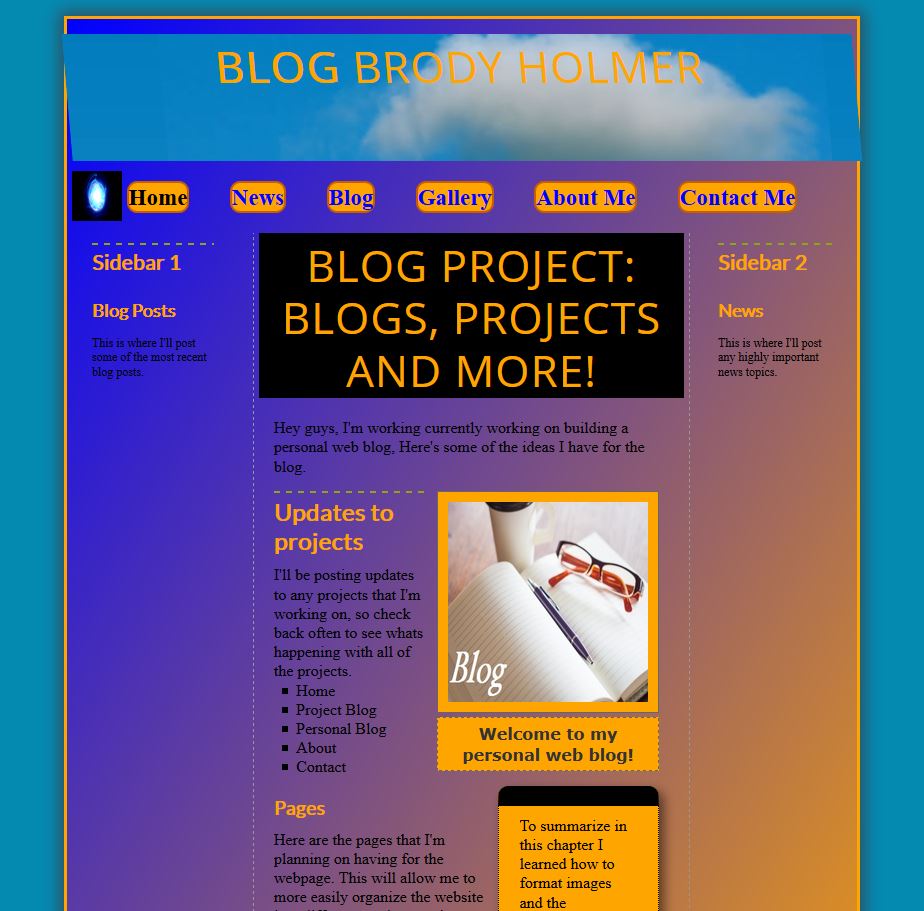 BLOG BRODY HOLMER
Home News Blog Gallery About Me Contact Me
Sidebar 1
Blog Posts
This is where I'll post
some of the most recent
blog posts.
BLOG PROJECT:
BLOGS, PROJECTS
AND MORE!
Hey guys, I'm working currently working on building a
personal web blog, Here's some of the ideas I have for the
blog.
Updates to
projects
I'll be posting updates
to any projects that I'm
working on, so check
back often to see whats
happening with all of
the projects.
Home
Project Blog
Personal Blog
About
Contact
Blog
Welcome to my
personal web blog!
Pages
Here are the pages that I'm
planning on having for the
webpage. This will allow me to
more easily organize the website
To summarize in
this chapter I
learned how to
format images
and the
Sidebar 2
News
This is where I'll post
any highly important
news topics.